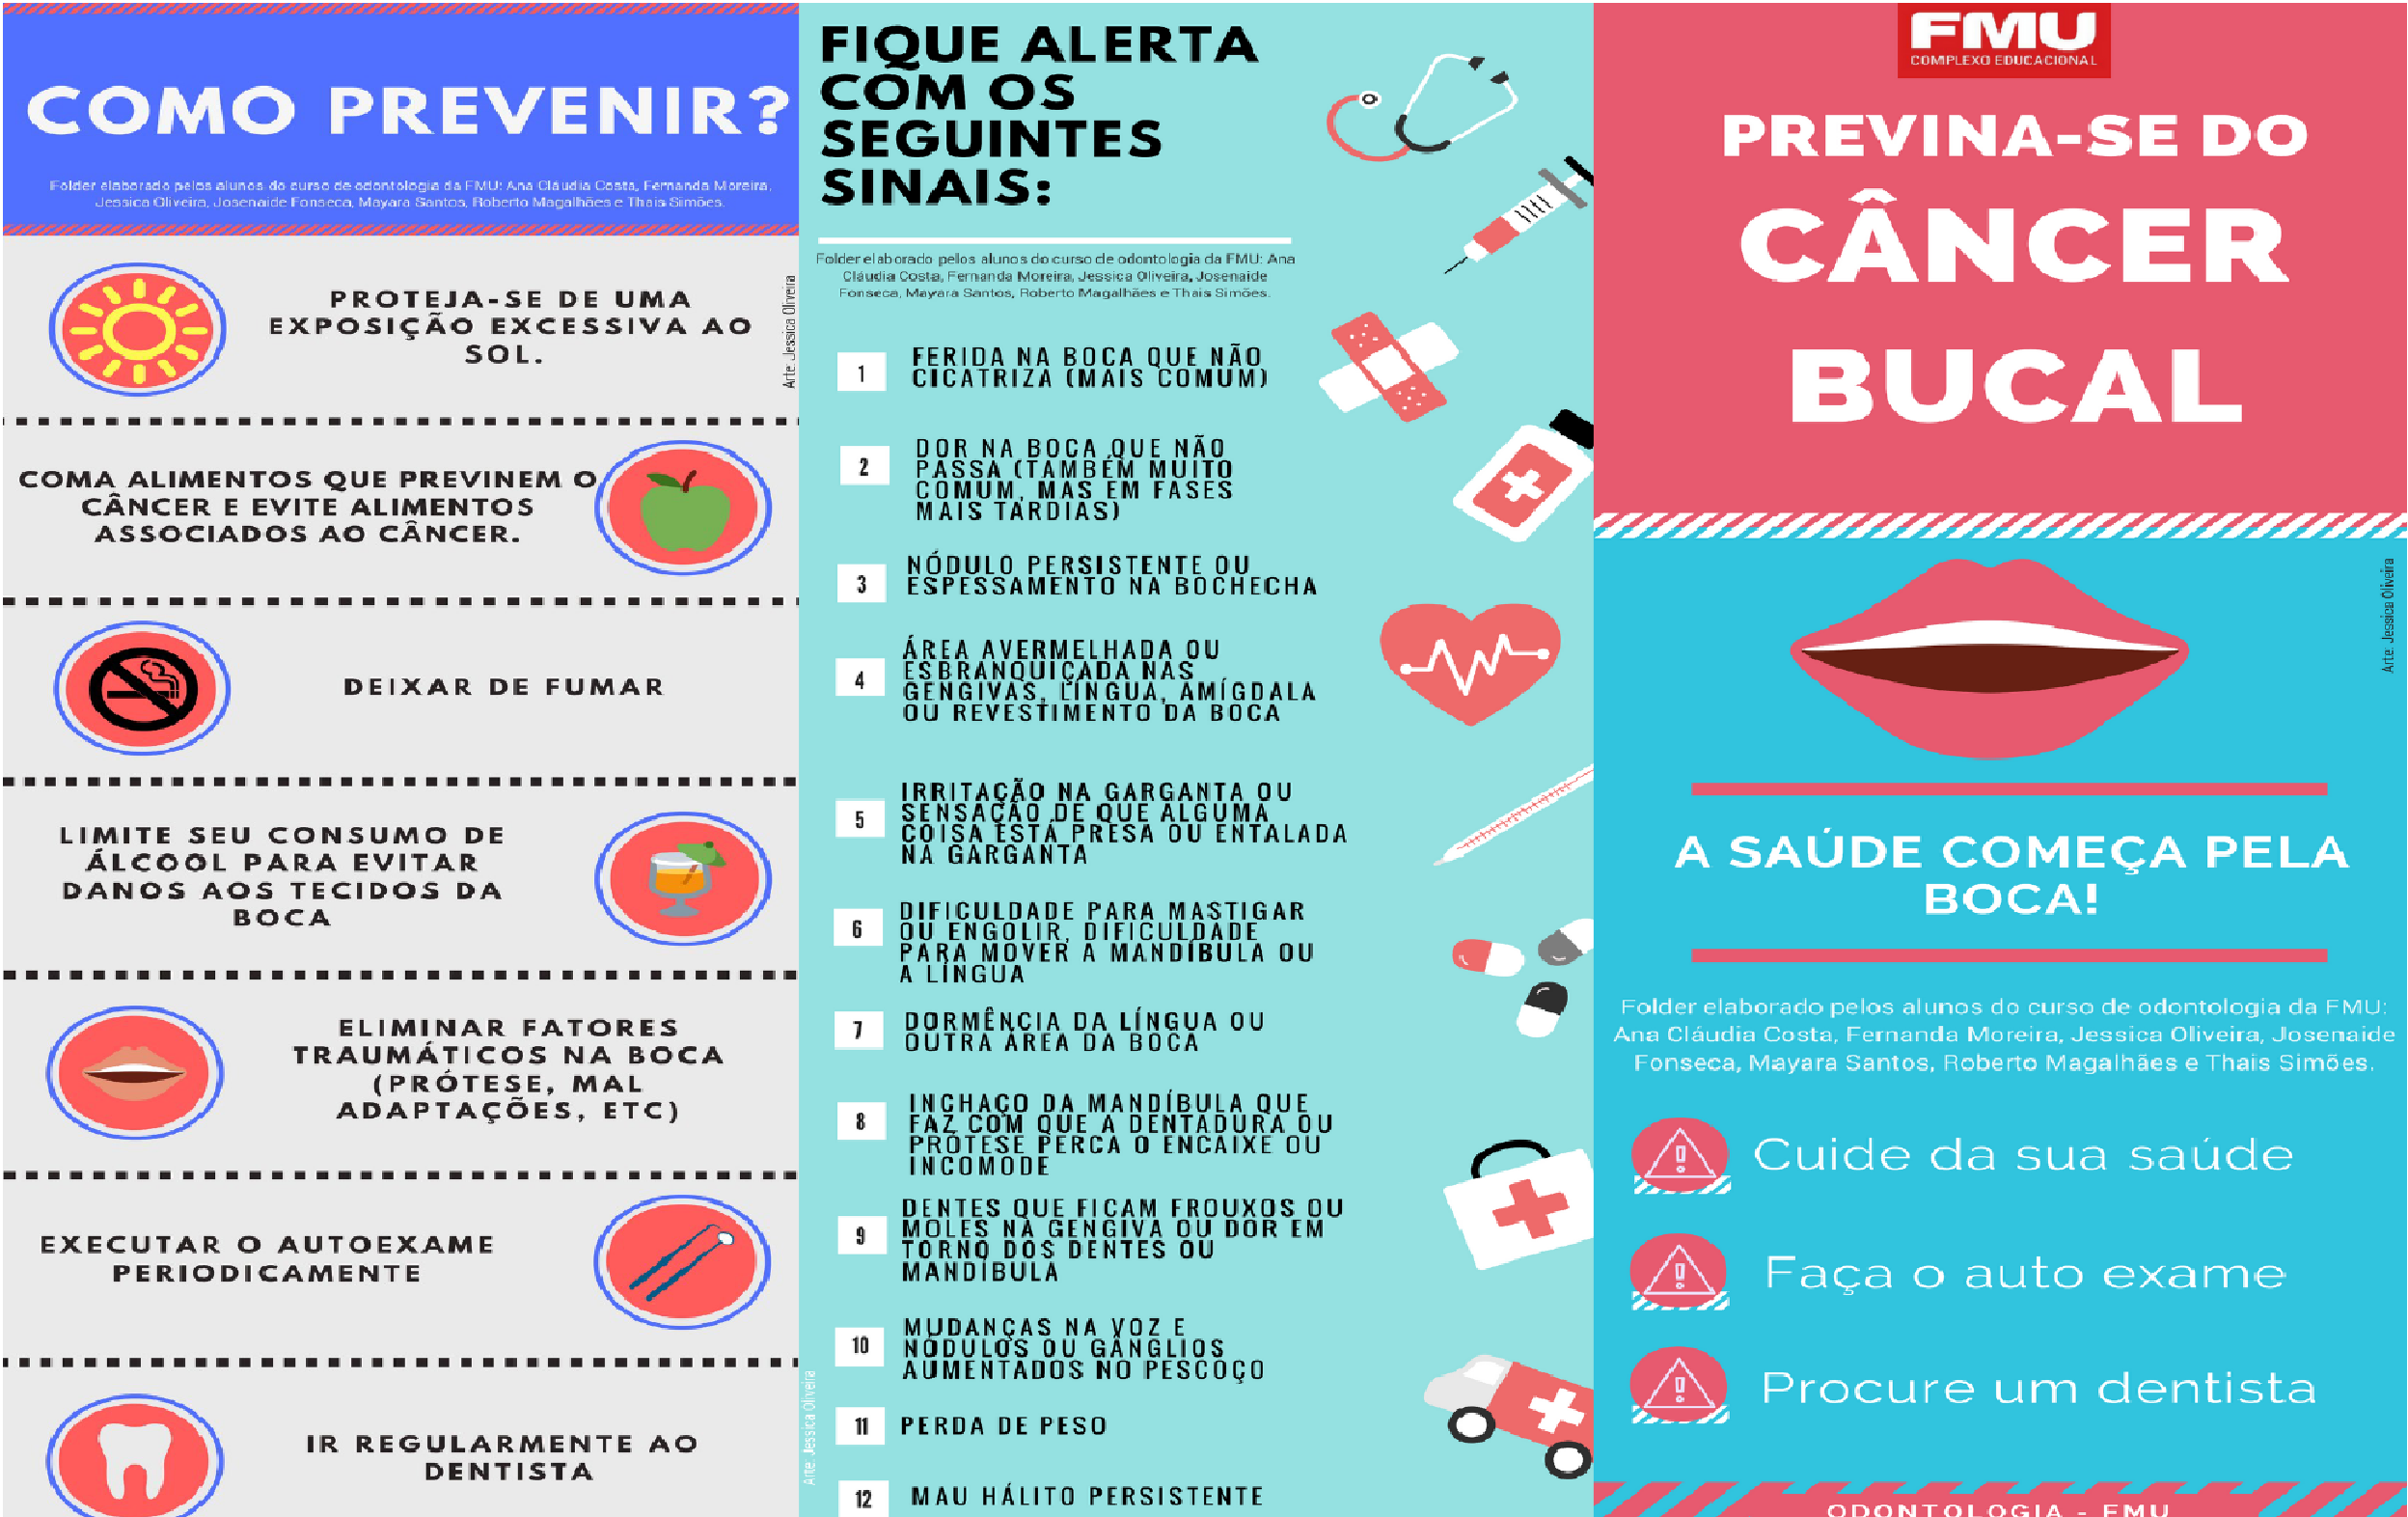 COMO PREVENIR?
Folder elaborado pelos alunos do curso de odontologia da FMU: Ana Cláudia Costa, Fernanda Moreira,
Jessica Oliveira, Josenaide Fonseca, Mayara Santos, Roberto Magalhães e Thais Simões.
PROTEJA-SE DE UMA
EXPOSIÇÃO EXCESSIVA AO
SOL.
Arte: Jessica Oliveira
COMA ALIMENTOS QUE PREVINEM O
CÂNCER E EVITE ALIMENTOS
ASSOCIADOS AO CÂNCER.
DEIXAR DE FUMAR
LIMITE SEU CONSUMO DE
ÁLCOOL PARA EVITAR
DANOS AOS TECIDOS DA
BOCA
ELIMINAR FATORES
TRAUMÁTICOS NA BOCA
(PRÓTESE, MAL
ADAPTAÇÕES, ETC)
EXECUTAR O AUTOEXAME
PERIODICAMENTE
IR REGULARMENTE AO
DENTISTA
FIQUE ALERTA
COM OS
SEGUINTES
SINAIS:
Folder elaborado pelos alunos do curso de odontologia da FMU: Ana
Cláudia Costa, Fernanda Moreira, Jessica Oliveira, Josenaide
Fonseca, Mayara Santos, Roberto Magalhães e Thais Simões.
1 FERIDA NA BOCA QUE NÃO
CICATRIZA (MAIS COMUM)
2 DOR NA BOCA QUE NÃO
PASSA (TAMBÉM MUITO
COMUM, MAS EM FASES
MAIS TARDIAS)
3 NÓDULO PERSISTENTE OU
ESPESSAMENTO NA BOCHECHA
4 ÁREA AVERMELHADA OU
ESBRANQUIÇADA NAS
GENGIVAS, LÍNGUA, AMÍGDALA
OU REVESTIMENTO DA BOCA
5 IRRITAÇÃO NA GARGANTA OU
SENSAÇÃO DE QUE ALGUMA
COISA ESTÁ PRESA OU ENTALADA
NA GARGANTA
6 DIFICULDADE PARA MASTIGAR
OU ENGOLIR, DIFICULDADE
PARA MOVER A MANDÍBULA OU
A LÍNGUA
7 DORMÊNCIA DA LÍNGUA OU
OUTRA ÁREA DA BOCA
8 INCHAÇO DA MANDÍBULA QUE
FAZ COM QUE A DENTADURA OU
PRÓTESE PERCA O ENCAIXE OU
INCOMODE
9 DENTES QUE FICAM FROUXOS OU
MOLES NA GENGIVA OU DOR EM
TORNO DOS DENTES OU
MANDÍBULA
10 MUDANÇAS NA VOZ E
NÓDULOS OU GÂNGLIOS
AUMENTADOS NO PESCOÇO
11 PERDA DE PESO
12 MAU HÁLITO PERSISTENTE
Arte: Jessica Oliveira
FMU
COMPLEXO EDUCACIONAL
PREVINA-SE DO
CÂNCER
BUCAL
Arte: Jessica Oliveira
A SAÚDE COMEÇA PELA
BOCA!
Folder elaborado pelos alunos do curso de odontologia da FMU:
Ana Cláudia Costa, Fernanda Moreira, Jessica Oliveira, Josenaide
Fonseca, Mayara Santos, Roberto Magalhães e Thais Simões.
Cuide da sua saúde
Faça o auto exame
Procure um dentista
ODONTOLOGIA - FMU